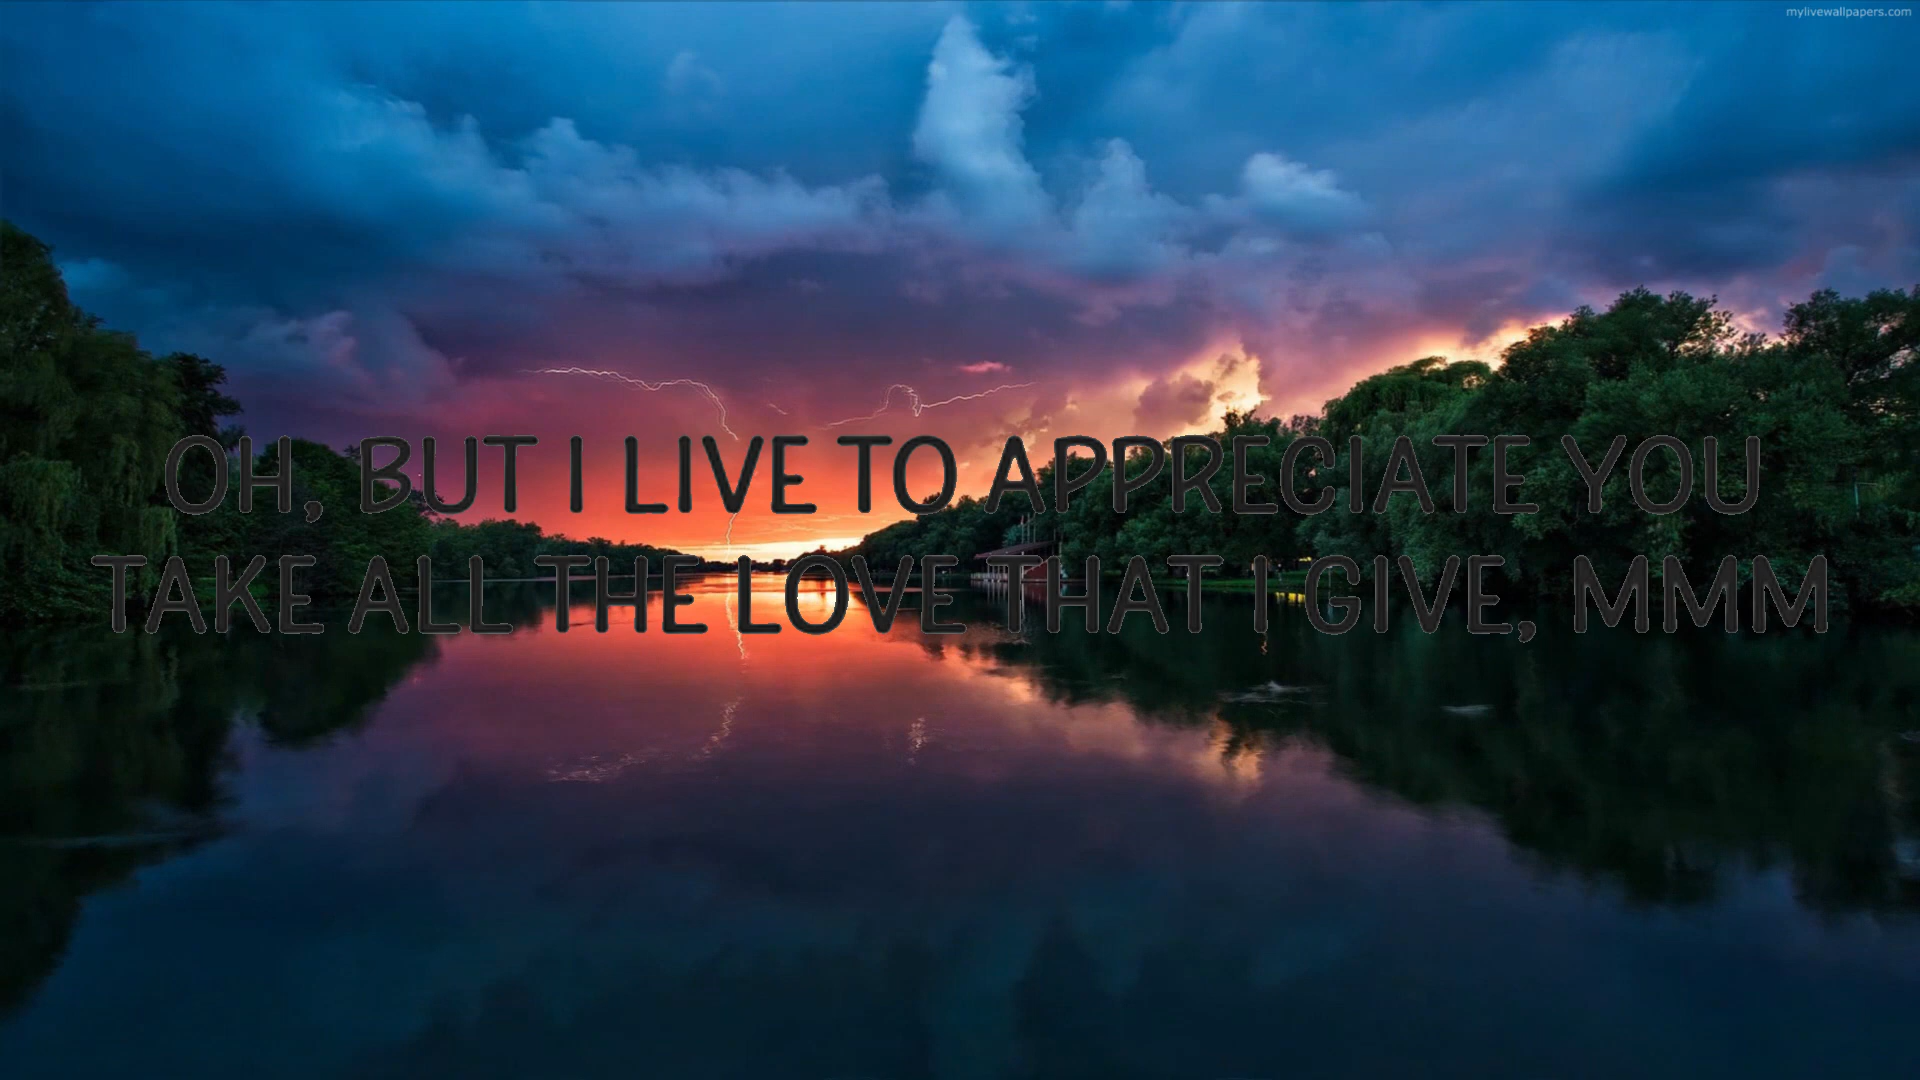 mylivewallpapers.com
OH, BUT I LIVE TO APPRECIATE YOU
TAKE ALL THE LOVE THAT I GIVE, MMM